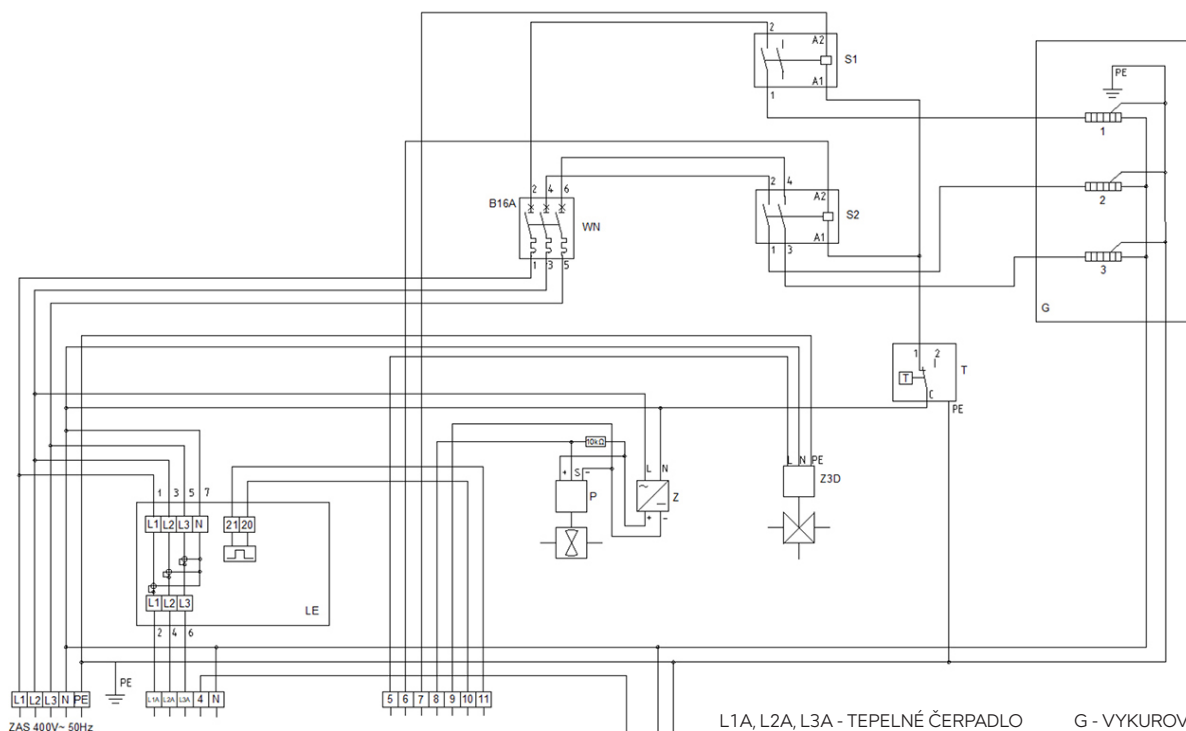 2
A2
S1
A1
1
PE
1
2
3
G
B16A
2 4 6
WN
1 3 5
2 4
A2
S2
A1
1 3
1 2
T
T
C
PE
10kΩ
+ S -
P
L N
Z
+ -
L N PE
Z3D
1 3 5 7
L1 L2 L3 N
21 20
L1 L2 L3
LE
2 4 6
PE
L1 L2 L3 N PE
L1A L2A L3A 4 N
5 6 7 8 9 10 11
ZAS 400V~ 50Hz
L1A, L2A, L3A - TEPELNÉ ČERPADLO
G - VYKUROV